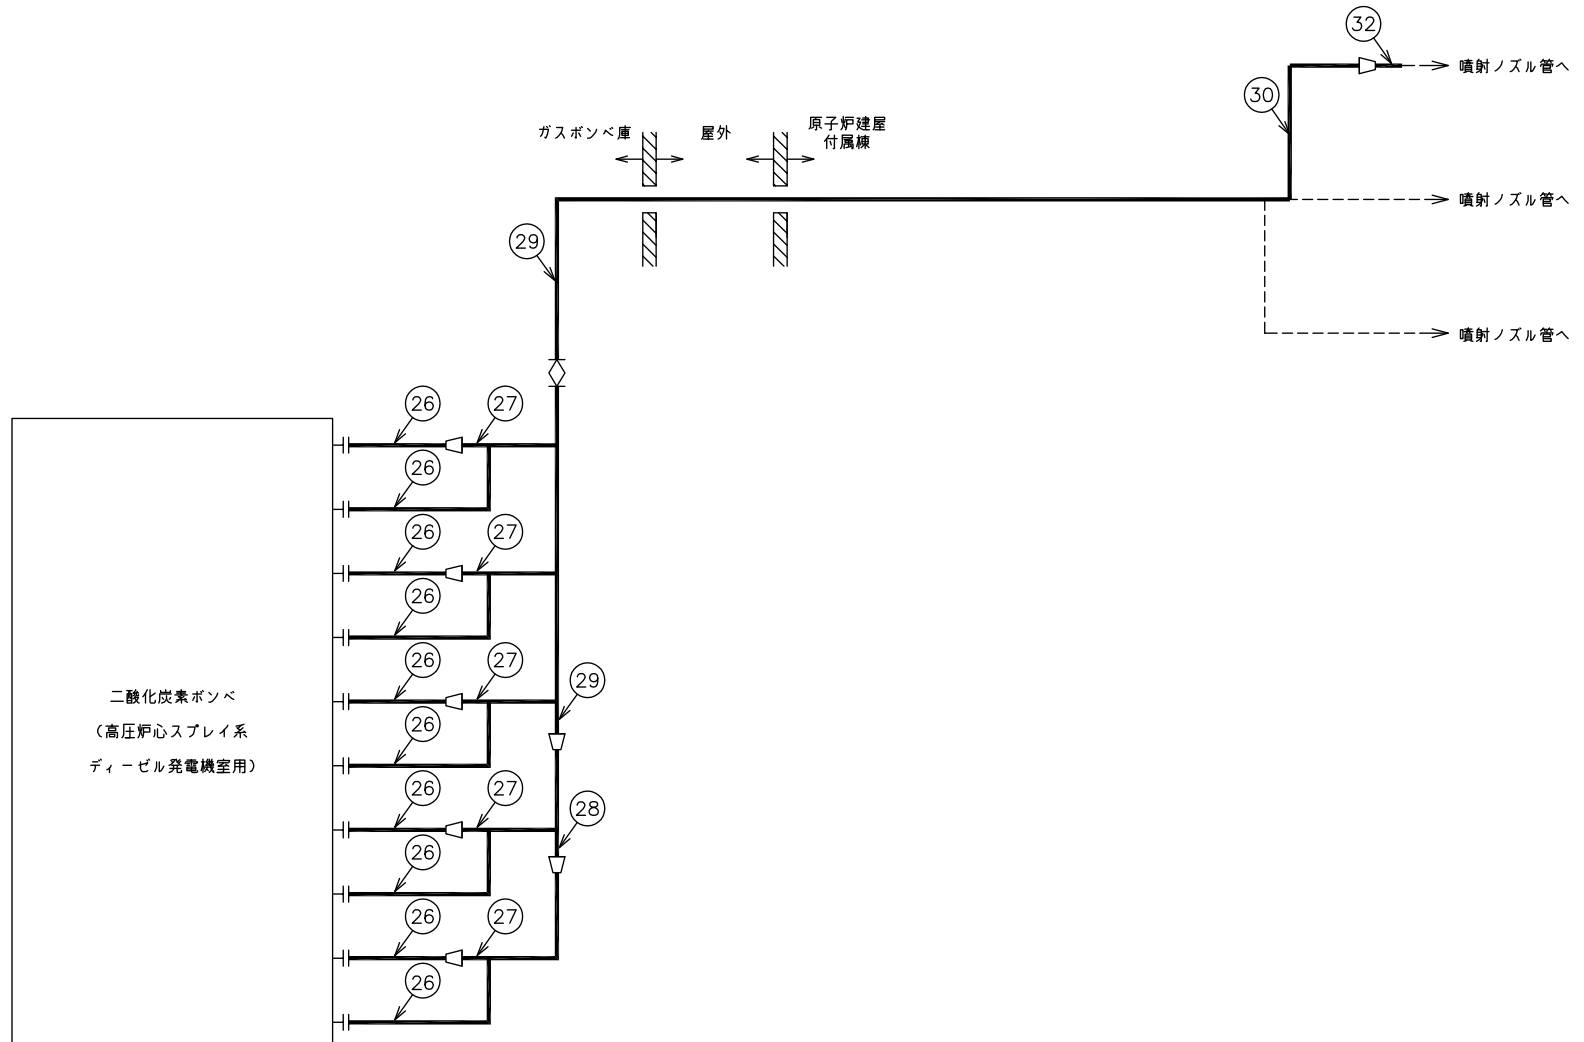 32
噴射ノズル管へ
30
ガスボンベ庫
屋外
原子炉建屋
付属棟
噴射ノズル管へ
29
噴射ノズル管へ
26
27
26
26
27
26
26
27
29
二酸化炭素ボンベ
(高圧炉心スプレイ系
ディーゼル発電機室用)
26
26
27
28
26
26
27
26